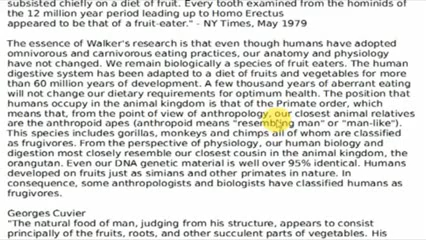 subsisted chiefly on a diet of fruit. Every tooth examined from the hominids of
the 12 million year period leading up to Homo Erectus
appeared to be that of a fruit-eater." - NY Times, May 1979
The essence of Walker's research is that even though humans have adopted
omnivorous and carnivorous eating practices, our anatomy and physiology
have not changed. We remain biologically a species of fruit eaters. The human
digestive system has been adapted to a diet of fruits and vegetables for more
than 60 million years of development. A few thousand years of aberrant eating
will not change our dietary requirements for optimum health. The position that
humans occupy in the animal kingdom is that of the Primate order, which
means that, from the point of view of anthropology, our closest animal relatives
are the anthropoid apes (anthropoid means "resembling man" or "man-like").
This species includes gorillas, monkeys and chimps all of whom are classified
as frugivores. From the perspective of physiology, our human biology and
digestion most closely resemble our closest cousin in the animal kingdom, the
orangutan. Even our DNA genetic material is well over 95% identical. Humans
developed on fruits just as simians and other primates in nature. In
consequence, some anthropologists and biologists have classified humans as
frugivores.
Georges Cuvier
"The natural food of man, judging from his structure, appears to consist
principally of the fruits, roots, and other succulent parts of vegetables. His